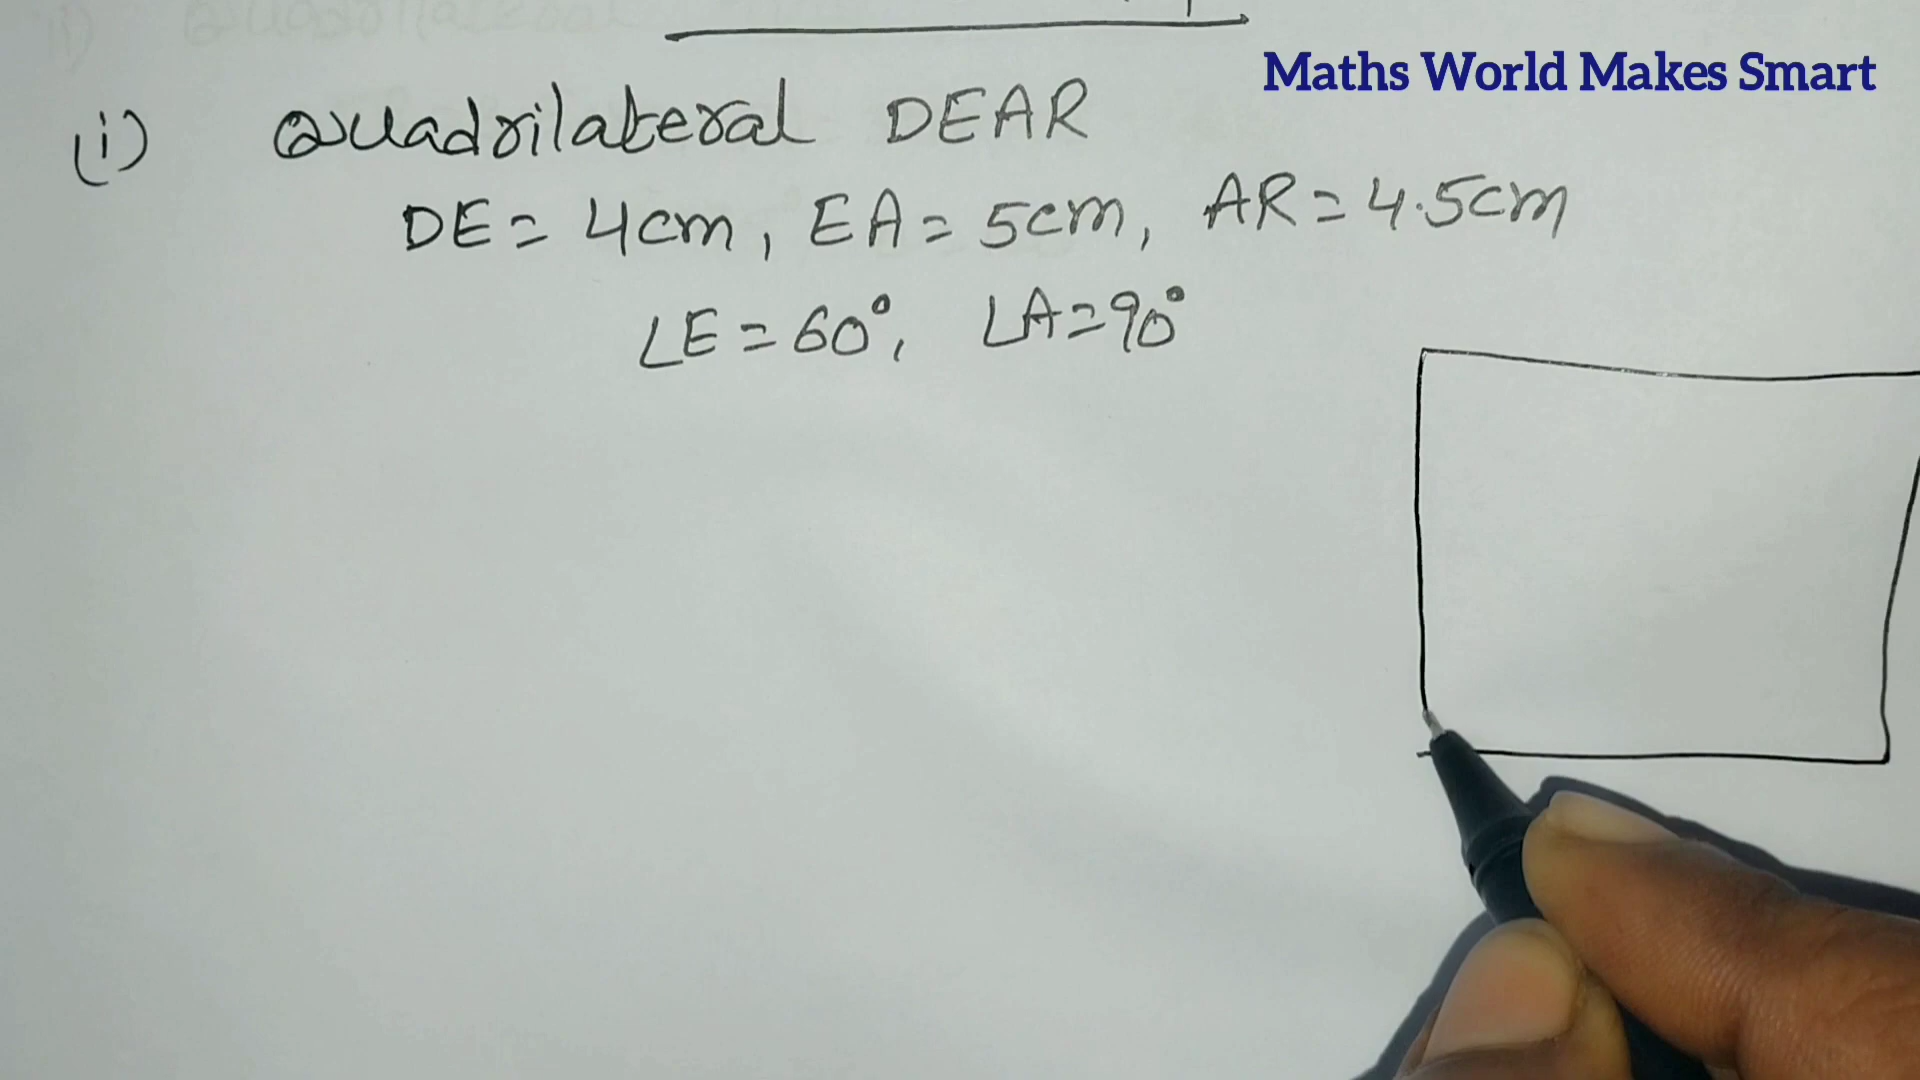 Maths World Makes Smart
(i) Quadrilateral DEAR
DE = 4cm, EA = 5cm, AR = 4.5cm
∠E = 60°, ∠A = 90°